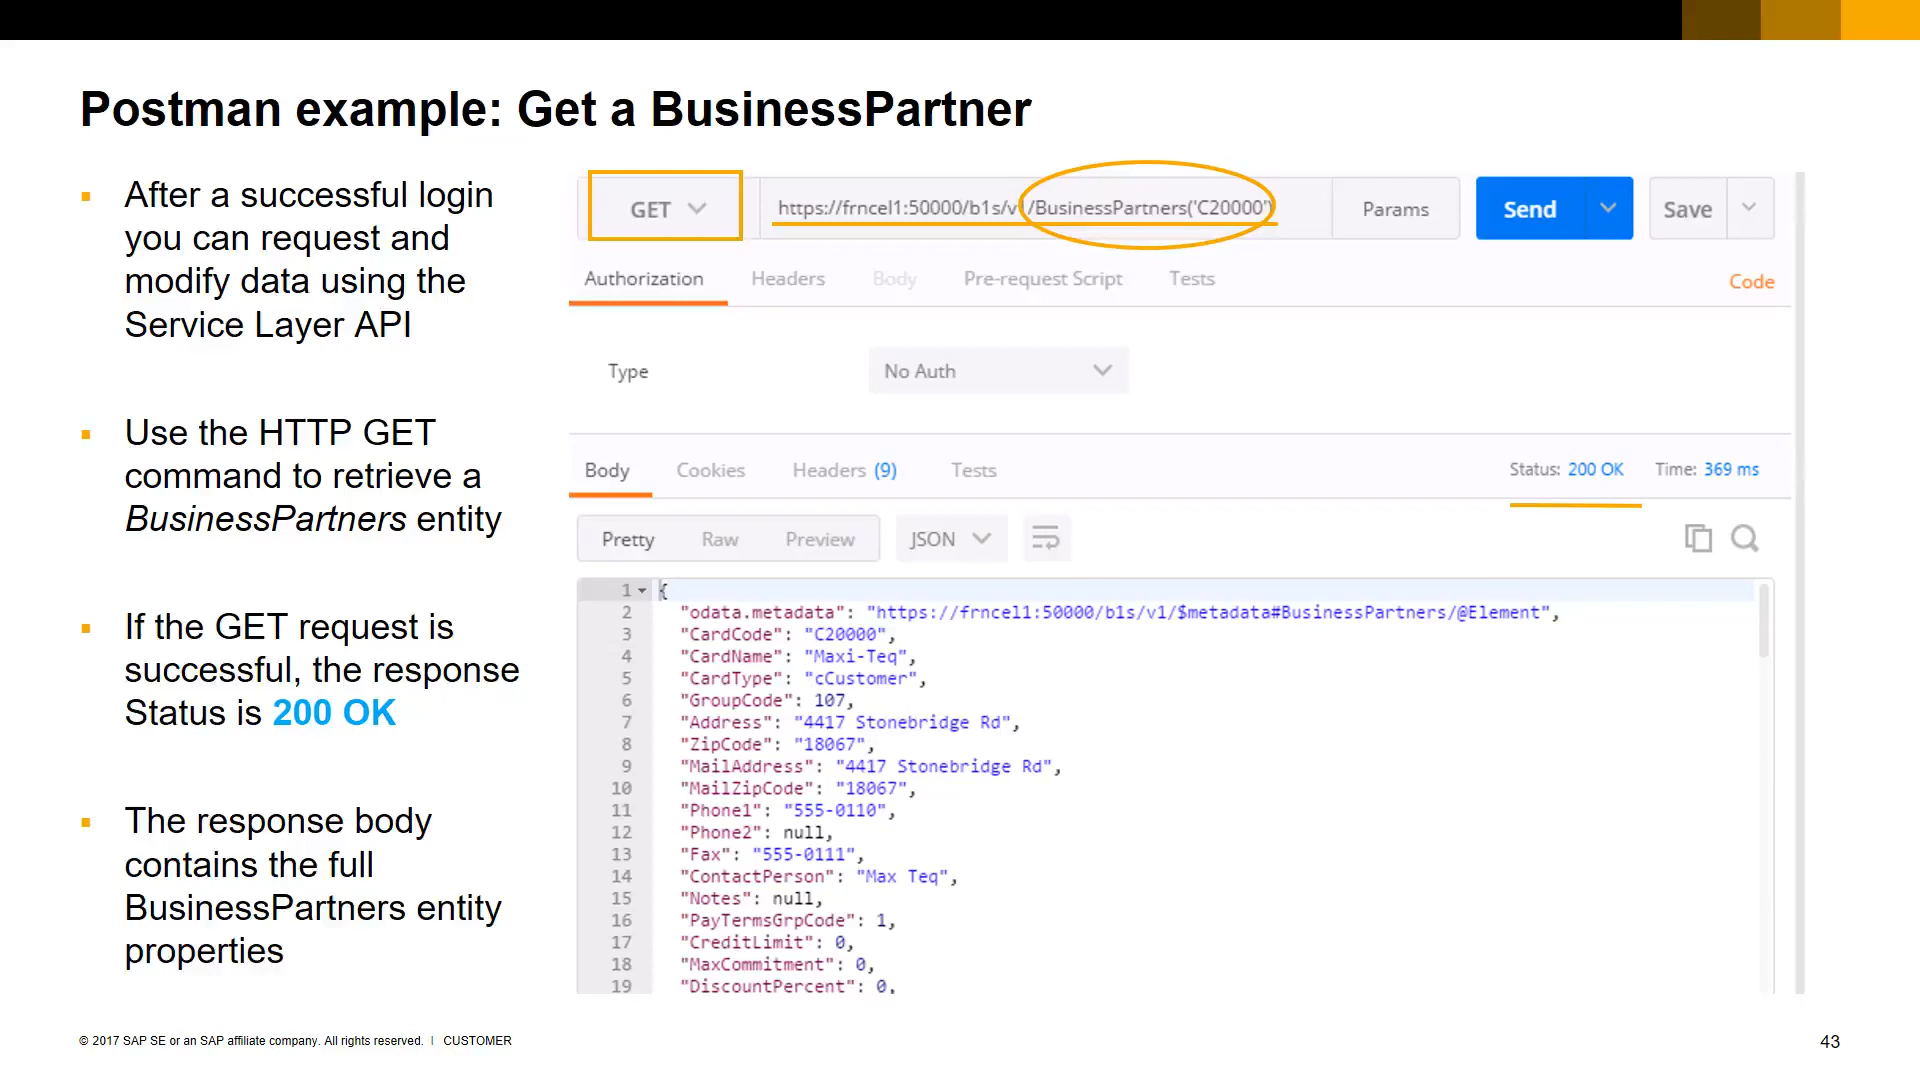 Postman example: Get a BusinessPartner
After a successful login
you can request and
modify data using the
Service Layer API
Use the HTTP GET
command to retrieve a
BusinessPartners entity
If the GET request is
successful, the response
Status is 200 OK
The response body
contains the full
BusinessPartners entity
properties
GET https://frncel1:50000/b1s/v1/BusinessPartners('C20000') Params Send Save
Authorization Headers Body Pre-request Script Tests Code
Type No Auth
Body Cookies Headers (9) Tests Status: 200 OK Time: 369 ms
Pretty Raw Preview JSON
1 {
2 "odata.metadata": "https://frncel1:50000/b1s/v1/$metadata#BusinessPartners/@Element",
3 "CardCode": "C20000",
4 "CardName": "Maxi-Teq",
5 "CardType": "cCustomer",
6 "GroupCode": 107,
7 "Address": "4417 Stonebridge Rd",
8 "ZipCode": "18067",
9 "MailAddress": "4417 Stonebridge Rd",
10 "MailZipCode": "18067",
11 "Phone1": "555-0110",
12 "Phone2": null,
13 "Fax": "555-0111",
14 "ContactPerson": "Max Teq",
15 "Notes": null,
16 "PayTermsGrpCode": 1,
17 "CreditLimit": 0,
18 "MaxCommitment": 0,
19 "DiscountPercent": 0,
© 2017 SAP SE or an SAP affiliate company. All rights reserved. | CUSTOMER
43